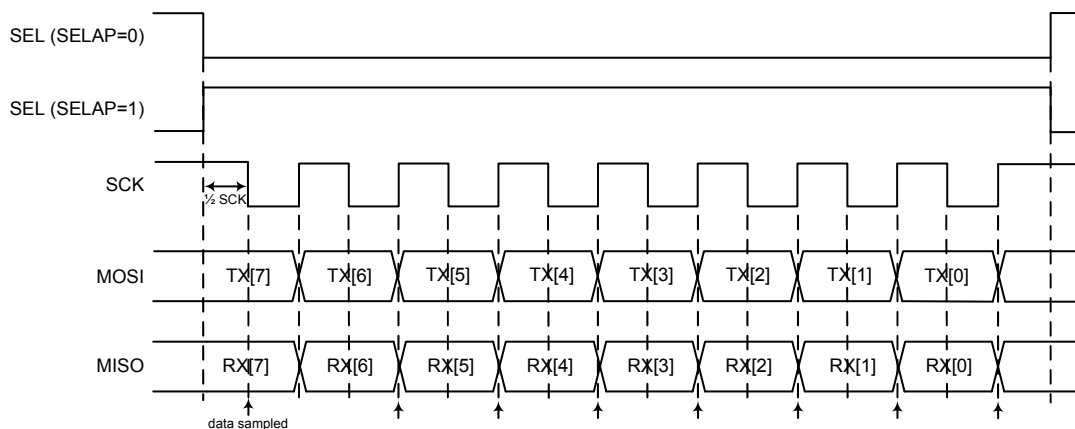 SEL (SELAP=0)
SEL (SELAP=1)
SCK
½ SCK
MOSI
TX[7]
TX[6]
TX[5]
TX[4]
TX[3]
TX[2]
TX[1]
TX[0]
MISO
RX[7]
RX[6]
RX[5]
RX[4]
RX[3]
RX[2]
RX[1]
RX[0]
data sampled